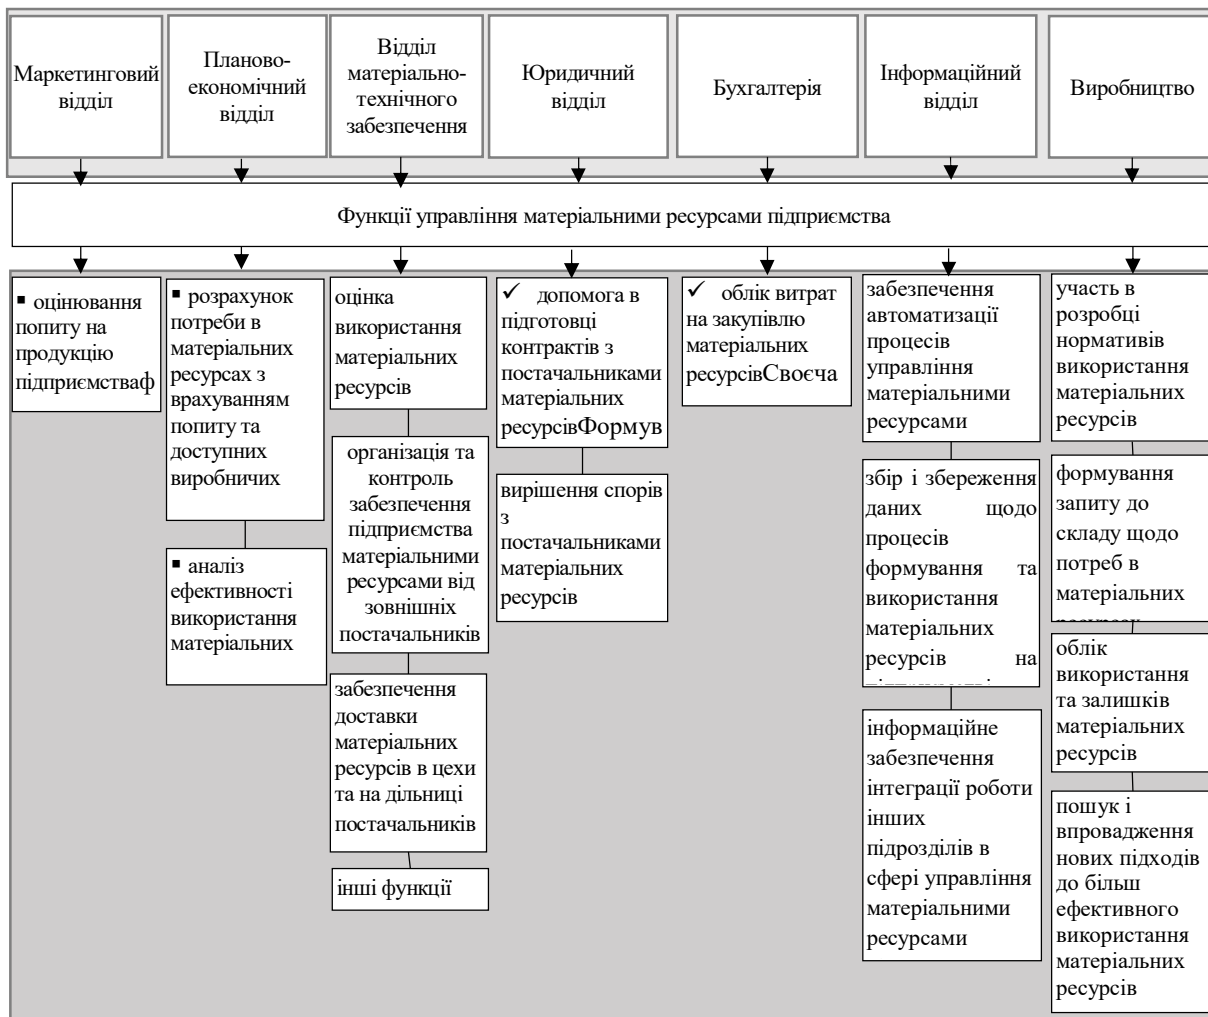 Маркетинговий
відділ
Планово-
економічний
відділ
Відділ
матеріально-
технічного
забезпечення
Юридичний
відділ
Бухгалтерія
Інформаційний
відділ
Виробництво
Функції управління матеріальними ресурсами підприємства
▪ оцінювання
попиту на
продукцію
підприємстваф
▪ розрахунок
потреби в
матеріальних
ресурсах з
врахуванням
попиту та
доступних
виробничих
▪ аналіз
ефективності
використання
матеріальних
оцінка
використання
матеріальних
ресурсів
організація та
контроль
забезпечення
підприємства
матеріальними
ресурсами від
зовнішніх
постачальників
забезпечення
доставки
матеріальних
ресурсів в цехи
та на дільниці
постачальників
інші функції
✓ допомога в
підготовці
контрактів з
постачальниками
матеріальних
ресурсівФормув
вирішення спорів
з
постачальниками
матеріальних
ресурсів
✓ облік витрат
на закупівлю
матеріальних
ресурсівСвоєча
забезпечення
автоматизації
процесів
управління
матеріальними
ресурсами
збір і збереження
даних щодо
процесів
формування та
використання
матеріальних
ресурсів на
інформаційне
забезпечення
інтеграції роботи
інших
підрозділів в
сфері управління
матеріальними
ресурсами
участь в
розробці
нормативів
використання
матеріальних
ресурсів
формування
запиту до
складу щодо
потреб в
матеріальних
облік
використання
та залишків
матеріальних
ресурсів
пошук і
впровадження
нових підходів
до більш
ефективного
використання
матеріальних
ресурсів